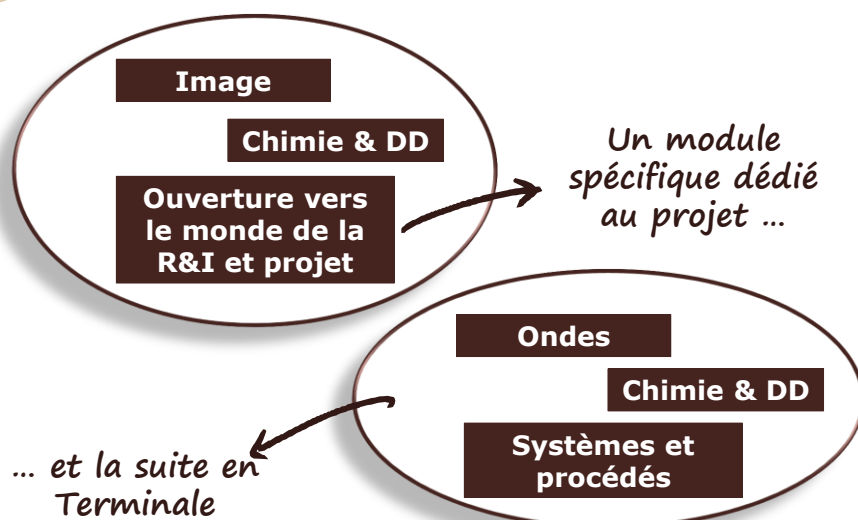 Image
Chimie & DD
Ouverture vers
le monde de la
R&I et projet
Un module
spécifique dédié
au projet ...
Ondes
Chimie & DD
Systèmes et
procédés
... et la suite en
Terminale